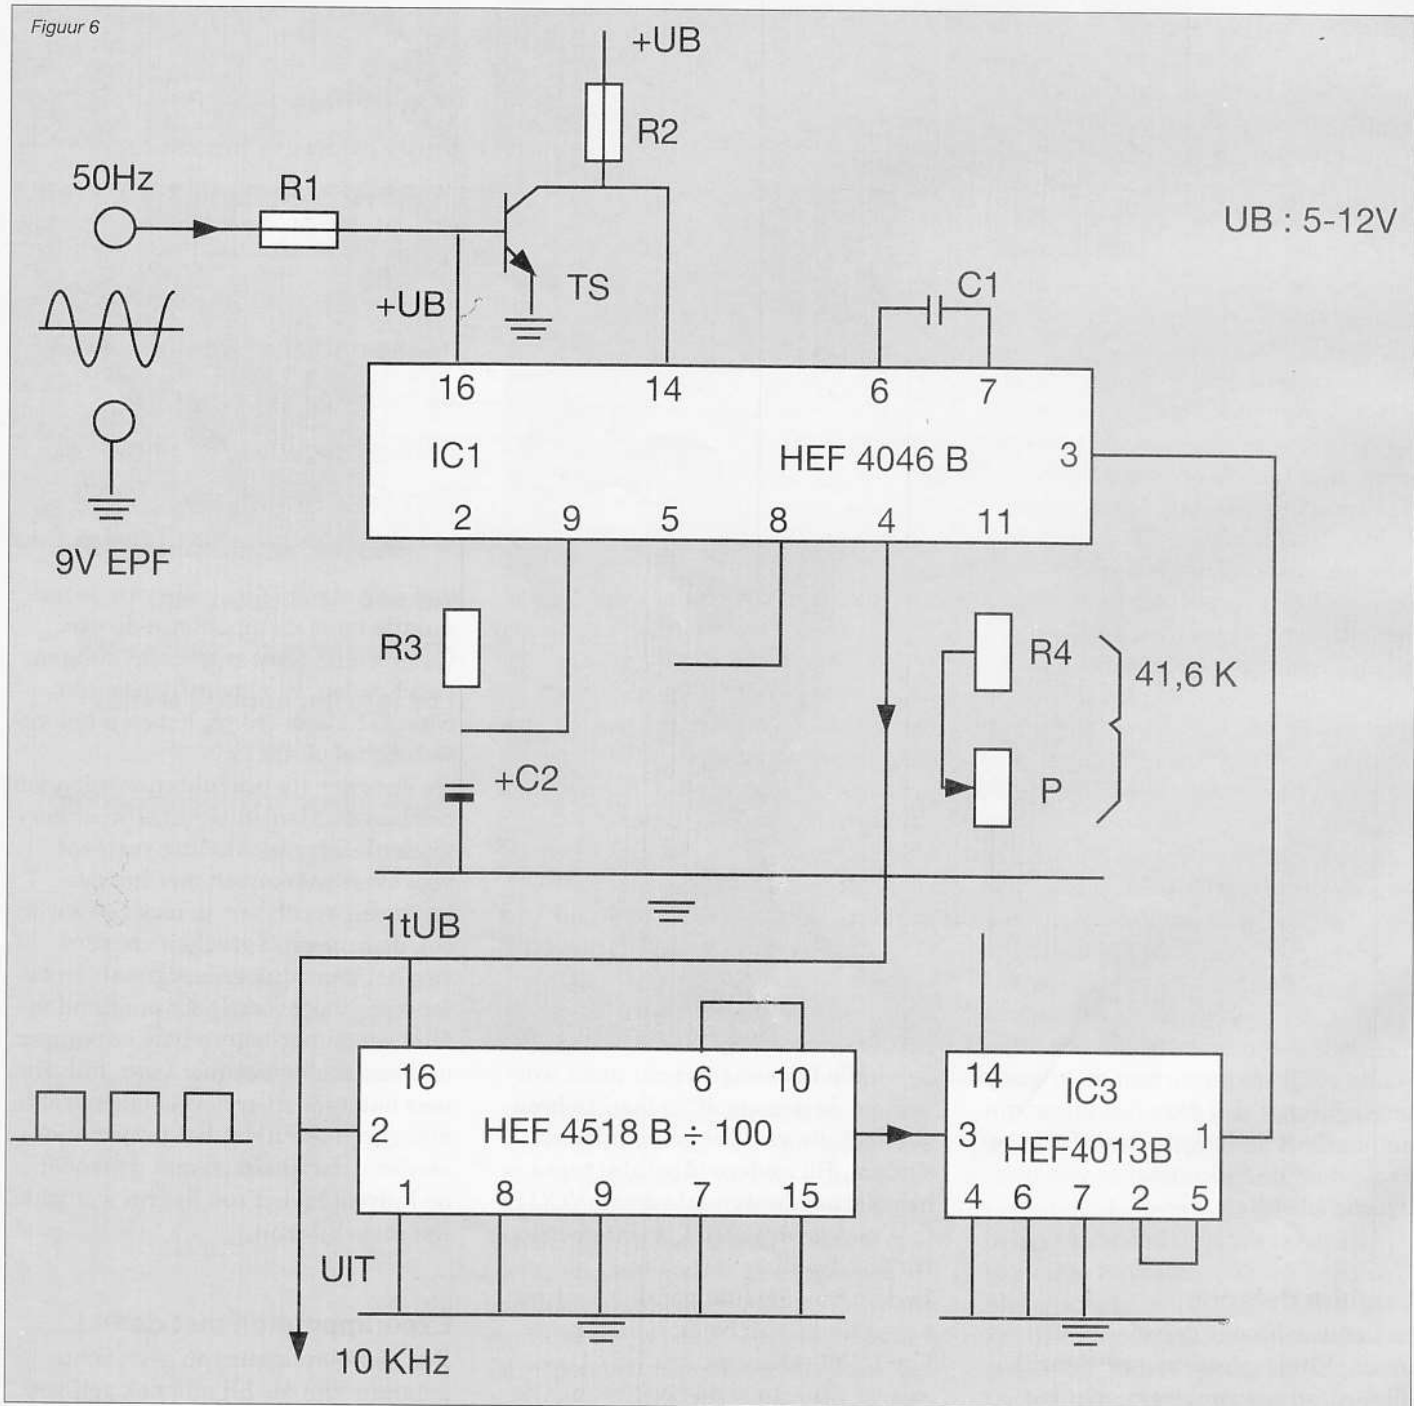 Figuur 6
+UB
R2
50Hz
R1
UB : 5-12V
TS
+UB
C1
16 14 6 7
IC1 HEF 4046 B 3
2 9 5 8 4 11
9V EPF
R3
R4
41,6 K
+C2
P
1tUB
16 6 10
14 IC3
2 HEF 4518 B ÷ 100
3 HEF4013B 1
1 8 9 7 15
4 6 7 2 5
UIT
10 KHz